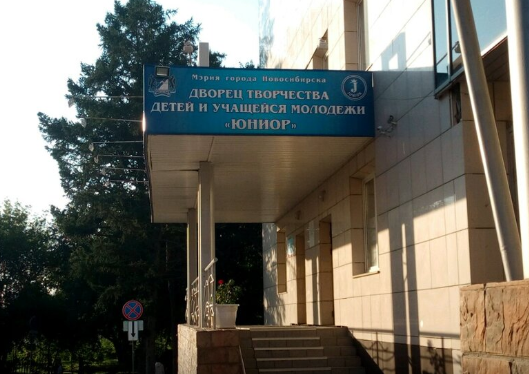 Мэрия города Новосибирска
ДВОРЕЦ ТВОРЧЕСТВА
ДЕТЕЙ И УЧАЩЕЙСЯ МОЛОДЕЖИ
«ЮНИОР»
J